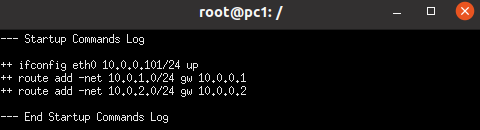 root@pc1: /
--- Startup Commands Log
++ ifconfig eth0 10.0.0.101/24 up
++ route add -net 10.0.1.0/24 gw 10.0.0.1
++ route add -net 10.0.2.0/24 gw 10.0.0.2
--- End Startup Commands Log